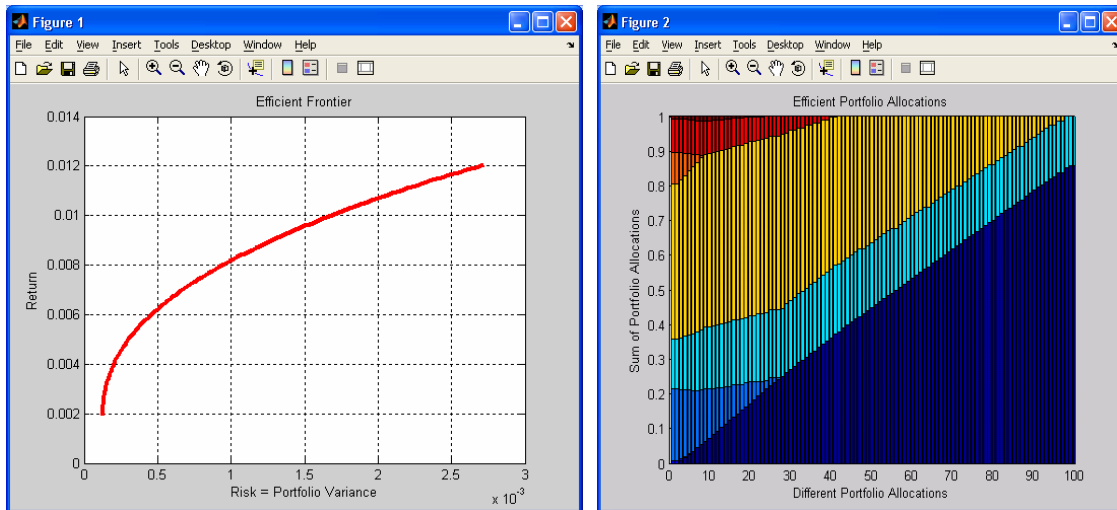 Figure 1
File Edit View Insert Tools Desktop Window Help
Efficient Frontier
0.014
0.012
0.01
0.008
0.006
0.004
0.002
0
Return
0 0.5 1 1.5 2 2.5 3
Risk = Portfolio Variance
x 10⁻³
Figure 2
File Edit View Insert Tools Desktop Window Help
Efficient Portfolio Allocations
1
0.9
0.8
0.7
0.6
0.5
0.4
0.3
0.2
0.1
0
Sum of Portfolio Allocations
0 10 20 30 40 50 60 70 80 90 100
Different Portfolio Allocations